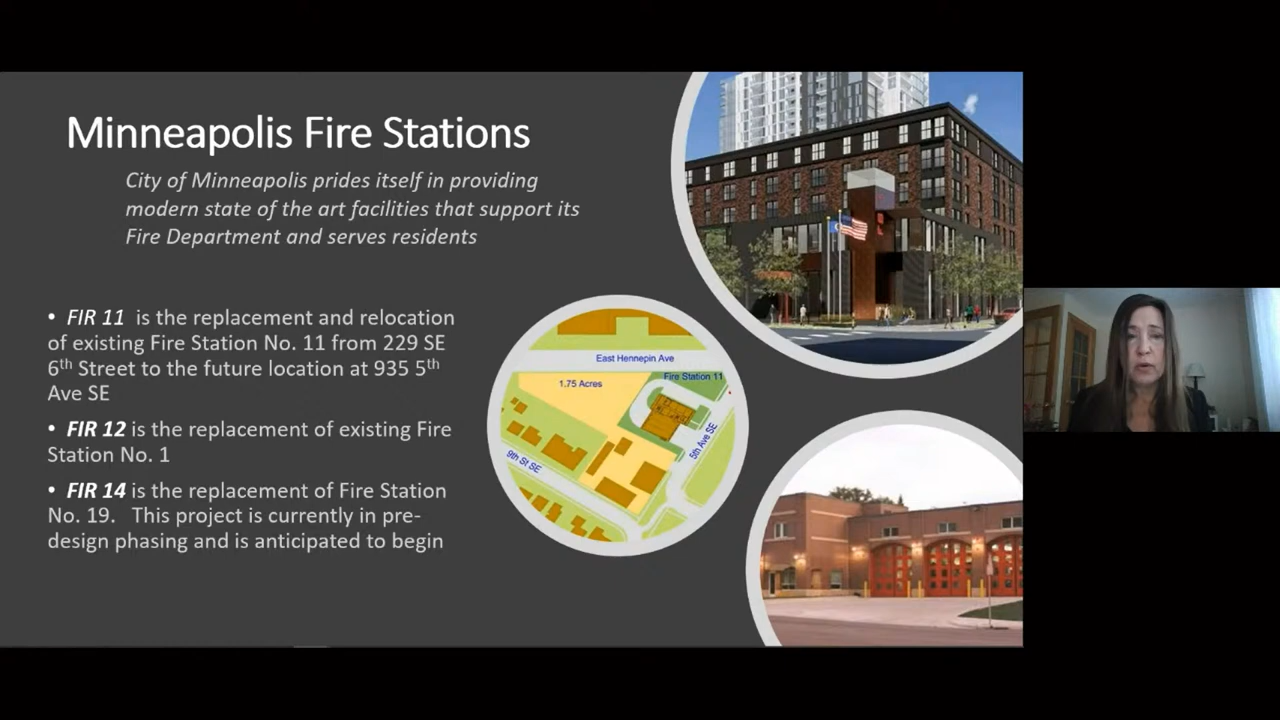 Minneapolis Fire Stations
City of Minneapolis prides itself in providing
modern state of the art facilities that support its
Fire Department and serves residents
• FIR 11 is the replacement and relocation
of existing Fire Station No. 11 from 229 SE
6th Street to the future location at 935 5th
Ave SE
• FIR 12 is the replacement of existing Fire
Station No. 1
• FIR 14 is the replacement of Fire Station
No. 19. This project is currently in pre-
design phasing and is anticipated to begin
East Hennepin Ave
1.75 Acres
Fire Station 11
5th Ave SE
9th St SE